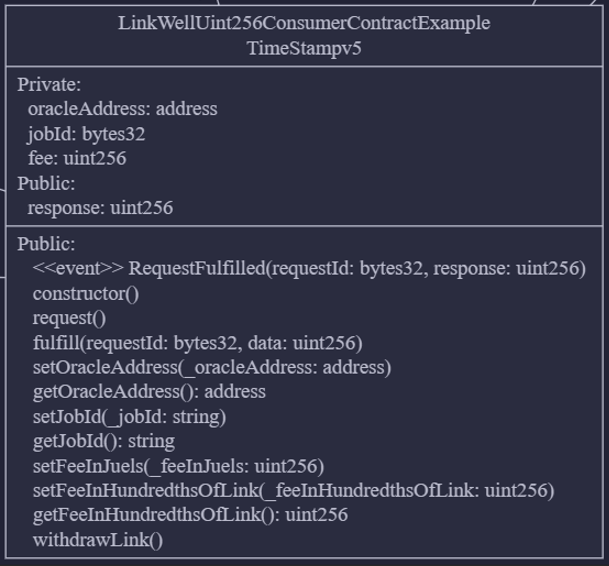 LinkWellUint256ConsumerContractExample
TimeStampv5
Private:
oracleAddress: address
jobId: bytes32
fee: uint256
Public:
response: uint256
Public:
<<event>> RequestFulfilled(requestId: bytes32, response: uint256)
constructor()
request()
fulfill(requestId: bytes32, data: uint256)
setOracleAddress(_oracleAddress: address)
getOracleAddress(): address
setJobId(_jobId: string)
getJobId(): string
setFeeInJuels(_feeInJuels: uint256)
setFeeInHundredthsOfLink(_feeInHundredthsOfLink: uint256)
getFeeInHundredthsOfLink(): uint256
withdrawLink()